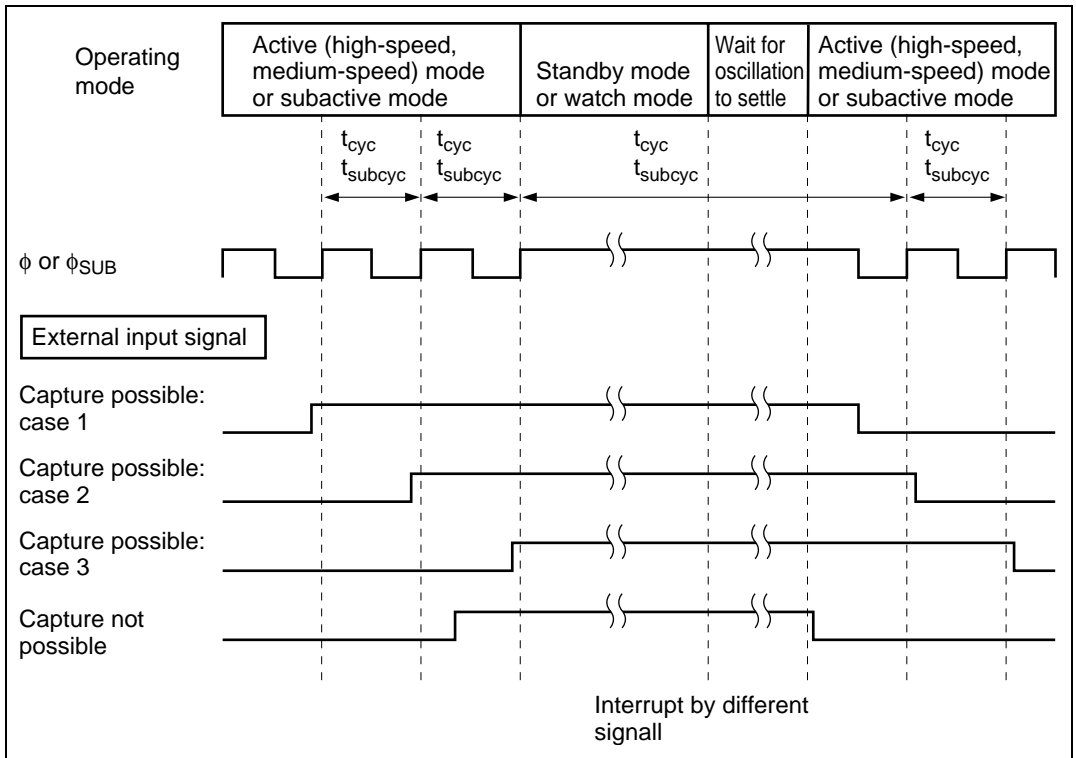 Operating
mode
Active (high-speed,
medium-speed) mode
or subactive mode
Standby mode
or watch mode
Wait for
oscillation
to settle
Active (high-speed,
medium-speed) mode
or subactive mode
tcyc
tsubcyc
tcyc
tsubcyc
tcyc
tsubcyc
tcyc
tsubcyc
φ or φSUB
External input signal
Capture possible:
case 1
Capture possible:
case 2
Capture possible:
case 3
Capture not
possible
Interrupt by different
signall